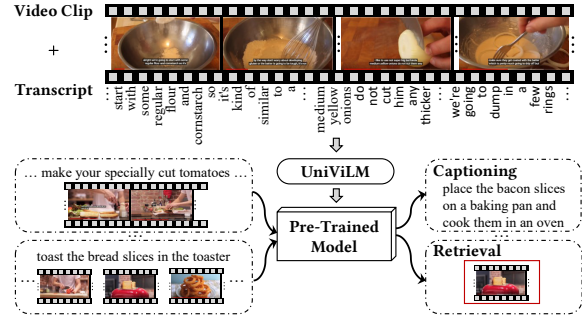 Video Clip
+
Transcript
... start with some regular flour and cornstarch so it's kind of similar to a ... medium yellow onions do not cut him any thicker ... we're going to dump in a few rings ...
UniViLM
... make your specially cut tomatoes ...
Pre-Trained
Model
toast the bread slices in the toaster
Captioning
place the bacon slices
on a baking pan and
cook them in an oven
Retrieval